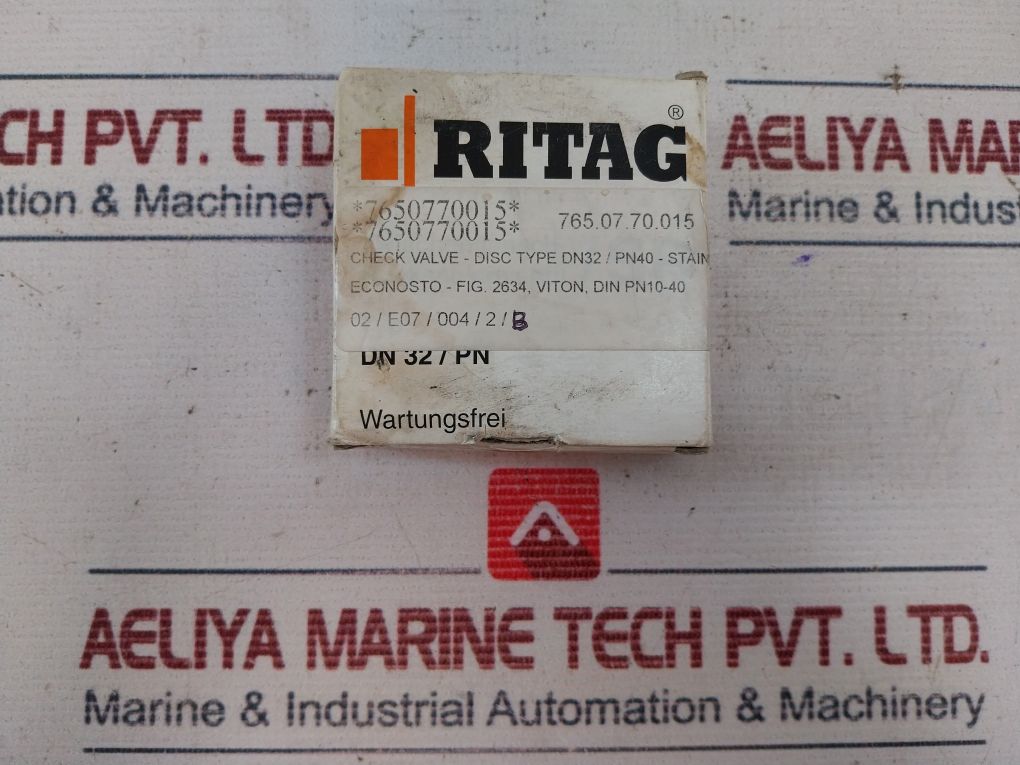 CH PVT. LTD
ation & Machinery
RITAG®
*7650770015*
*7650770015*
765.07.70.015
CHECK VALVE - DISC TYPE DN32 / PN40 - STAIN
ECONOSTO - FIG. 2634, VITON, DIN PN10-40
02 / E07 / 004 / 2 / B
DN 32 / PN
Wartungsfrei
AELIYA MAR
Marine & Indust
AELIYA MARINE TECH PVT. LTD.
Marine & Industrial Automation & Machinery